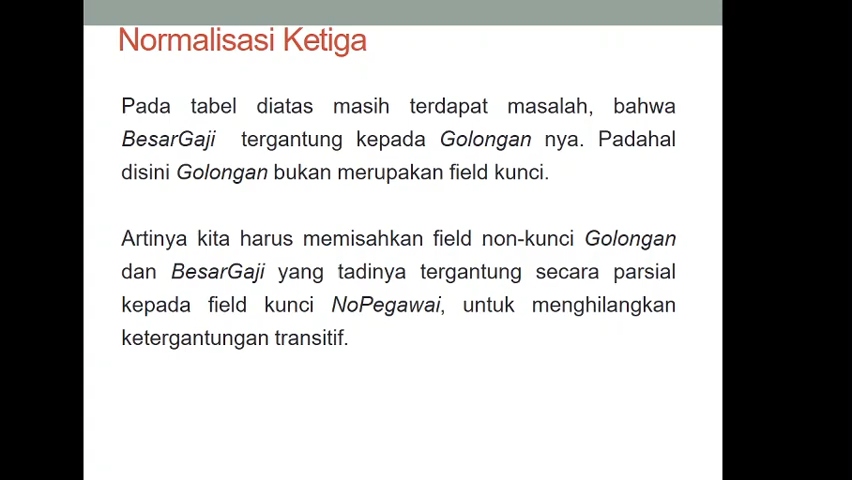 Normalisasi Ketiga
Pada tabel diatas masih terdapat masalah, bahwa
BesarGaji tergantung kepada Golongan nya. Padahal
disini Golongan bukan merupakan field kunci.
Artinya kita harus memisahkan field non-kunci Golongan
dan BesarGaji yang tadinya tergantung secara parsial
kepada field kunci NoPegawai, untuk menghilangkan
ketergantungan transitif.